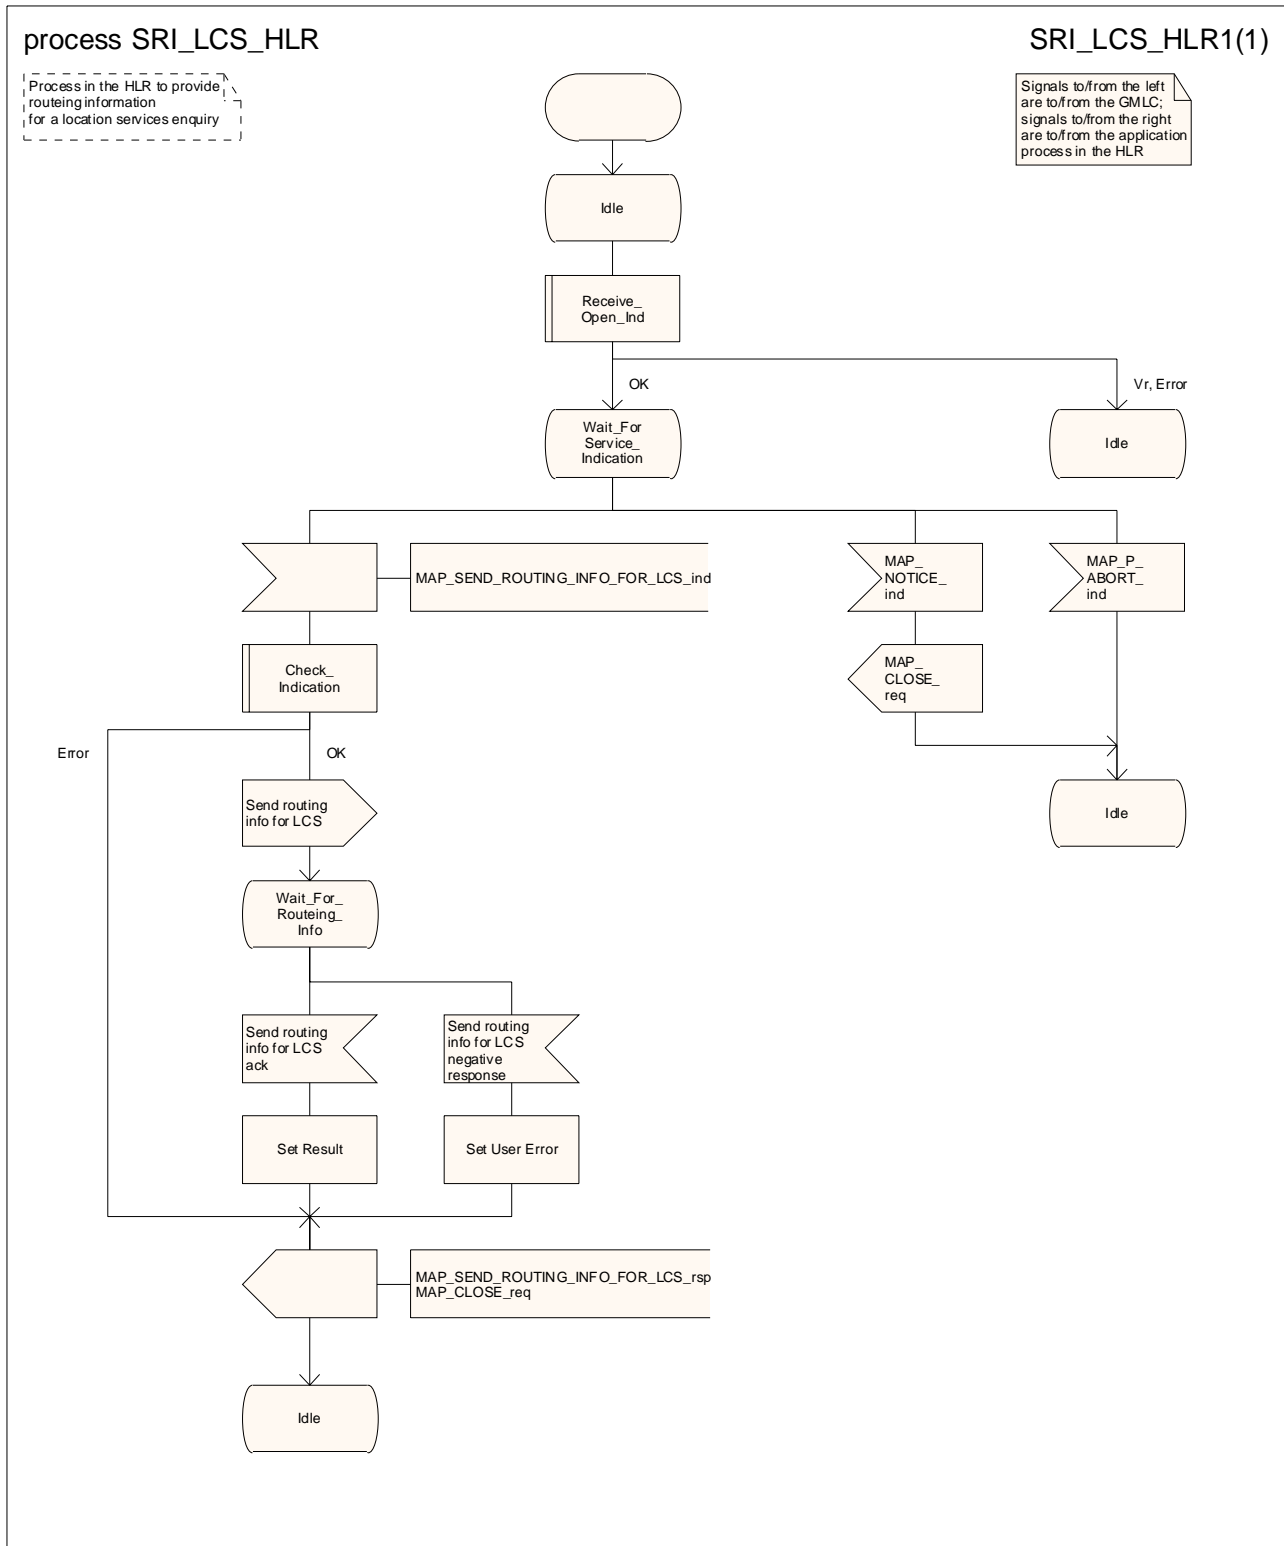 process SRI_LCS_HLR
SRI_LCS_HLR1(1)
Process in the HLR to provide
routeing information
for a location services enquiry
Signals to/from the left
are to/from the GMLC;
signals to/from the right
are to/from the application
process in the HLR
Idle
Receive_
Open_Ind
OK
Vr, Error
Wait_For
Service_
Indication
Idle
MAP_SEND_ROUTING_INFO_FOR_LCS_ind
MAP_
NOTICE_
ind
MAP_P_
ABORT_
ind
Check_
Indication
MAP_
CLOSE_
req
Error
OK
Send routing
info for LCS
Idle
Wait_For_
Routeing_
Info
Send routing
info for LCS
ack
Send routing
info for LCS
negative
response
Set Result
Set User Error
MAP_SEND_ROUTING_INFO_FOR_LCS_rsp
MAP_CLOSE_req
Idle